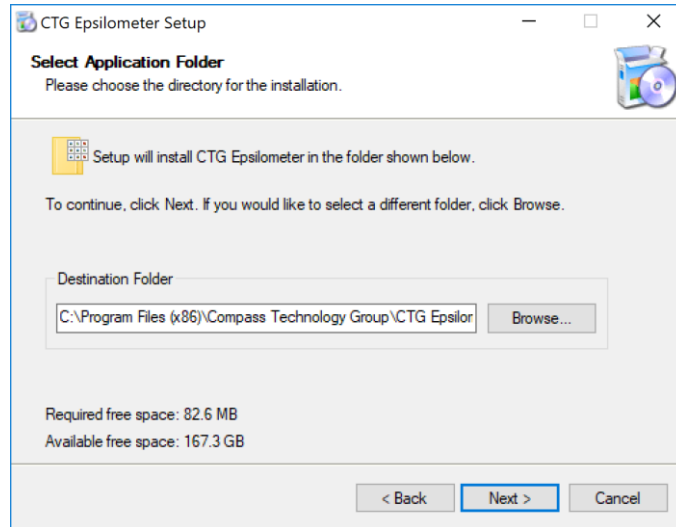 CTG Epsilometer Setup
Select Application Folder
Please choose the directory for the installation.
Setup will install CTG Epsilometer in the folder shown below.
To continue, click Next. If you would like to select a different folder, click Browse.
Destination Folder
C:\Program Files (x86)\Compass Technology Group\CTG Epsilor
Browse...
Required free space: 82.6 MB
Available free space: 167.3 GB
< Back
Next >
Cancel